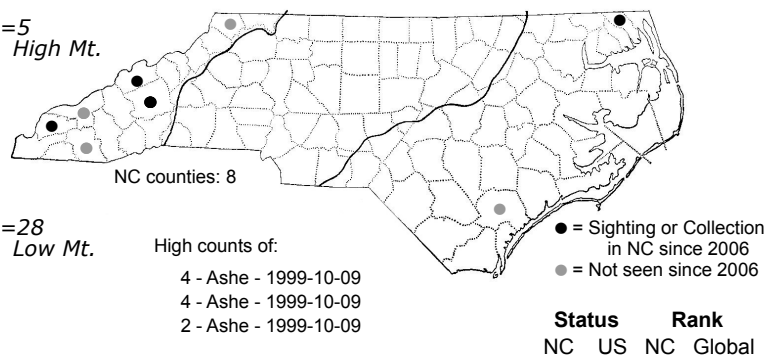 =5
High Mt.
NC counties: 8
=28
Low Mt.
High counts of:
4 - Ashe - 1999-10-09
4 - Ashe - 1999-10-09
2 - Ashe - 1999-10-09
● = Sighting or Collection
in NC since 2006
● = Not seen since 2006
Status Rank
NC US NC Global